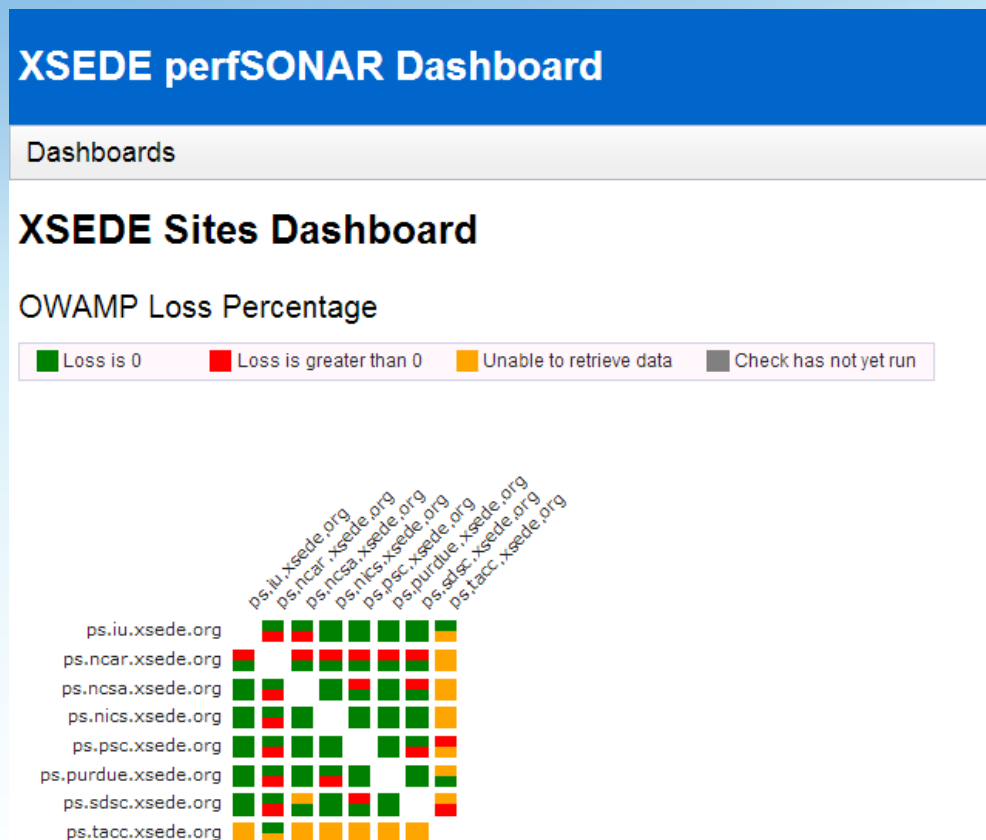 XSEDE perfSONAR Dashboard
Dashboards
XSEDE Sites Dashboard
OWAMP Loss Percentage
Loss is 0 Loss is greater than 0 Unable to retrieve data Check has not yet run
ps.iu.xsede.org
ps.ncar.xsede.org
ps.ncsa.xsede.org
ps.nics.xsede.org
ps.psc.xsede.org
ps.purdue.xsede.org
ps.sdsc.xsede.org
ps.tacc.xsede.org
ps.iu.xsede.org
ps.ncar.xsede.org
ps.ncsa.xsede.org
ps.nics.xsede.org
ps.psc.xsede.org
ps.purdue.xsede.org
ps.sdsc.xsede.org
ps.tacc.xsede.org